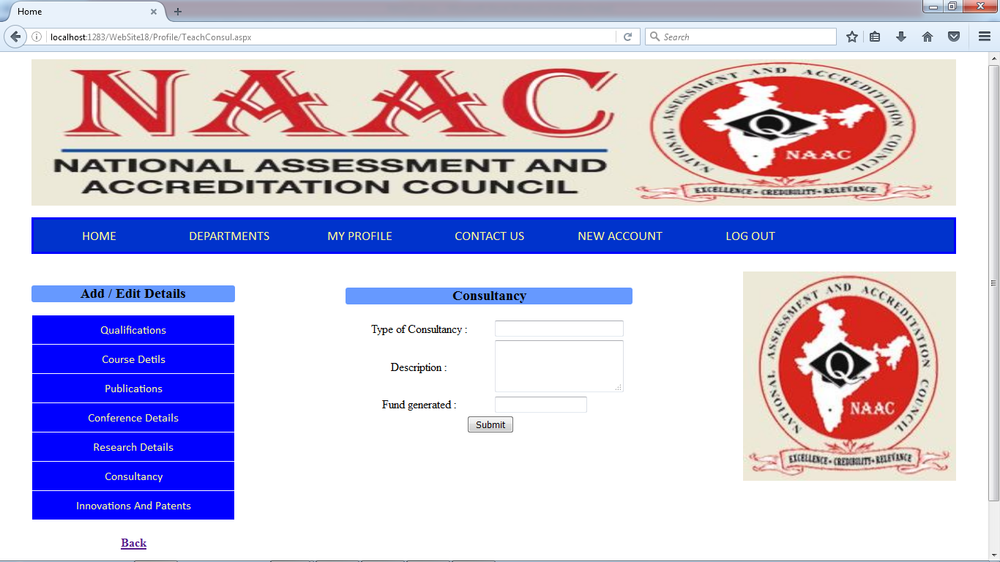 Home
localhost:1283/WebSite18/Profile/TeachConsul.aspx
Search
NAAC
NATIONAL ASSESSMENT AND
ACCREDITATION COUNCIL
NATIONAL ASSESSMENT AND ACCREDITATION COUNCIL
Q
NAAC
EXCELLENCE • CREDIBILITY • RELEVANCE
HOME DEPARTMENTS MY PROFILE CONTACT US NEW ACCOUNT LOG OUT
Add / Edit Details
Qualifications
Course Detils
Publications
Conference Details
Research Details
Consultancy
Innovations And Patents
Back
Consultancy
Type of Consultancy :
Description :
Fund generated :
Submit
NATIONAL ASSESSMENT AND ACCREDITATION COUNCIL
Q
NAAC
EXCELLENCE • CREDIBILITY • RELEVANCE